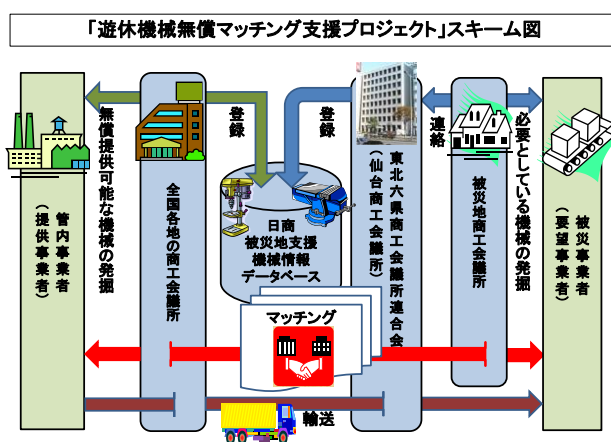 「遊休機械無償マッチング支援プロジェクト」スキーム図
管内事業者
(提供事業者)
無償提供可能な機械の発掘
全国各地の商工会議所
登録
登録
日商
被災地支援
機械情報
データベース
マッチング
東北六県商工会議所連合会
(仙台商工会議所)
連絡
被災地商工会議所
必要としている機械の発掘
被災事業者
(要望事業者)
輸送